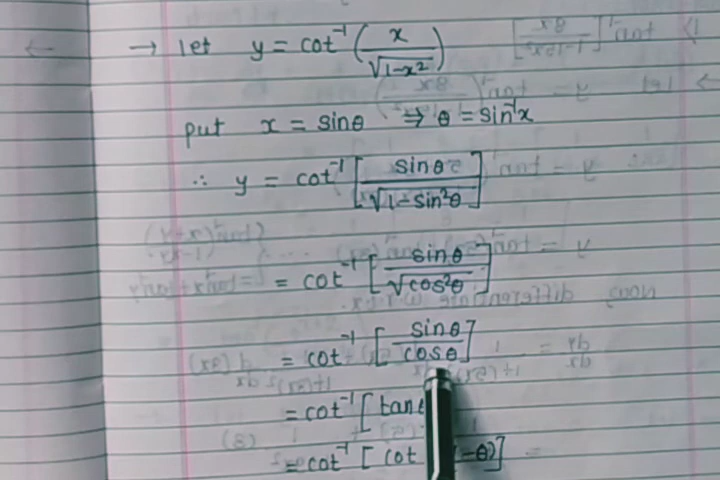 → let y = cot⁻¹ (x / √1-x²)
put x = sinθ ⇒ θ = sin⁻¹x
∴ y = cot⁻¹ [sinθ / √1-sin²θ]
= cot⁻¹ [sinθ / √cos²θ]
= cot⁻¹ [sinθ / cosθ]
= cot⁻¹ [tan
= cot⁻¹ [cot -θ)]